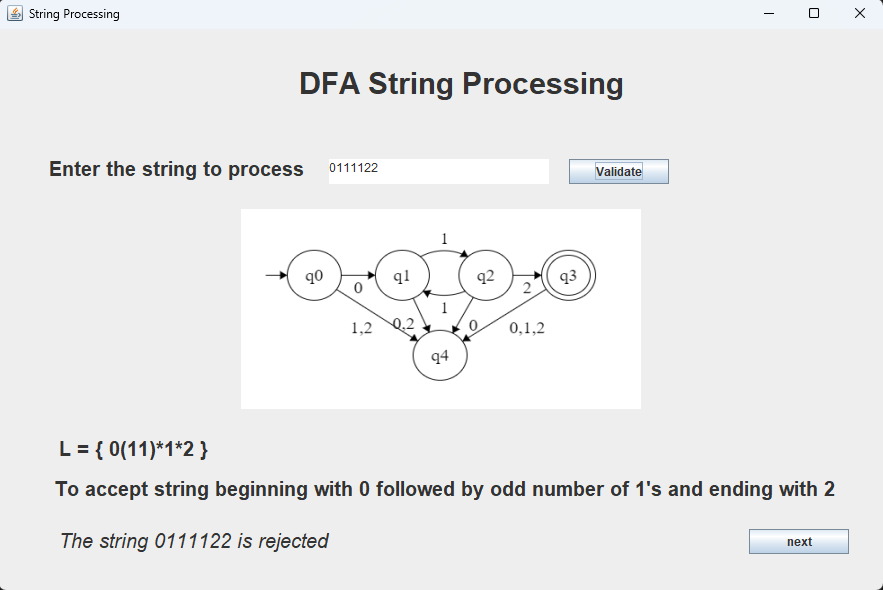 String Processing
DFA String Processing
Enter the string to process 0111122 Validate
1
q0 q1 q2 q3
0 2
1
1,2 0,2 0 0,1,2
q4
L = { 0(11)*1*2 }
To accept string beginning with 0 followed by odd number of 1's and ending with 2
The string 0111122 is rejected next